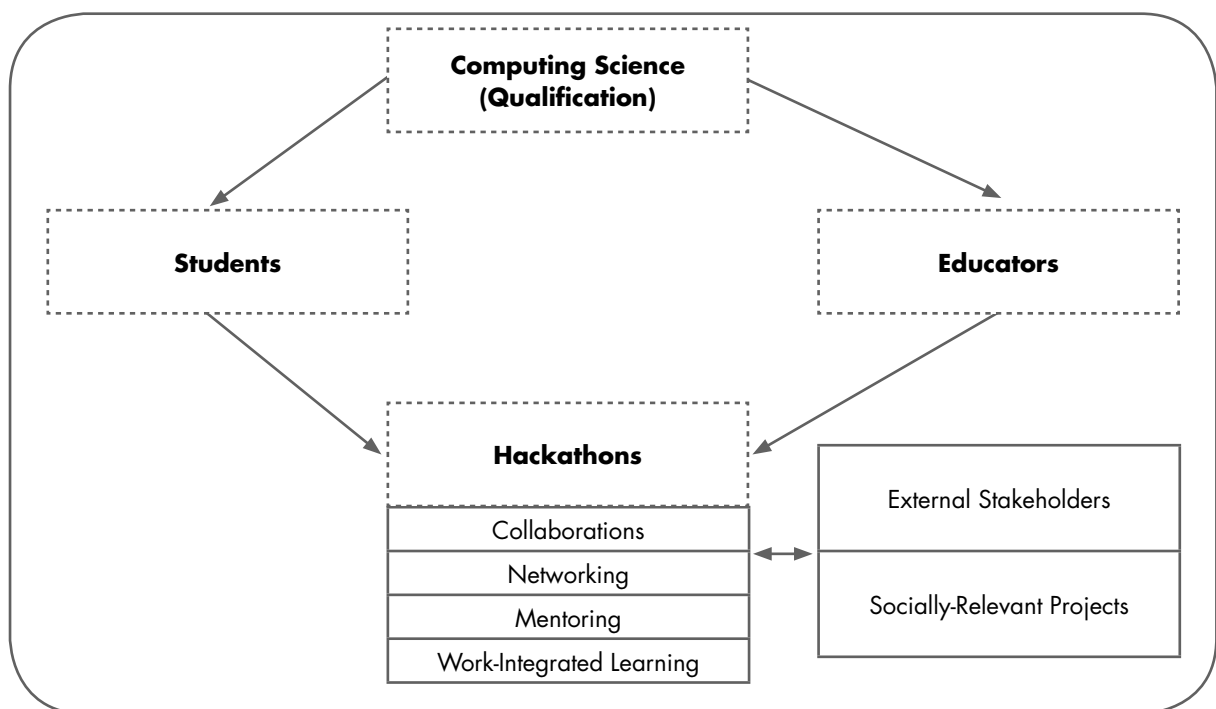 Computing Science
(Qualification)
Students
Educators
Hackathons
Collaborations
Networking
Mentoring
Work-Integrated Learning
External Stakeholders
Socially-Relevant Projects